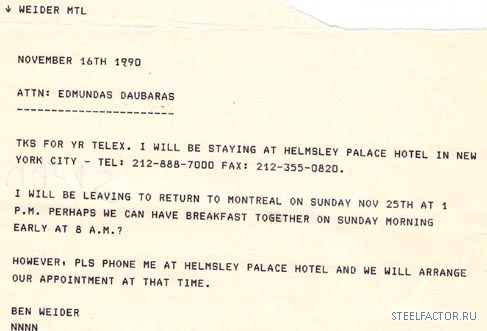 ↓ WEIDER MTL
NOVEMBER 16TH 1990
ATTN: EDMUNDAS DAUBARAS
-----------------------
TKS FOR YR TELEX. I WILL BE STAYING AT HELMSLEY PALACE HOTEL IN NEW
YORK CITY - TEL: 212-888-7000 FAX: 212-355-0820.
I WILL BE LEAVING TO RETURN TO MONTREAL ON SUNDAY NOV 25TH AT 1
P.M. PERHAPS WE CAN HAVE BREAKFAST TOGETHER ON SUNDAY MORNING
EARLY AT 8 A.M.?
HOWEVER, PLS PHONE ME AT HELMSLEY PALACE HOTEL AND WE WILL ARRANGE
OUR APPOINTMENT AT THAT TIME.
BEN WEIDER
NNNN
STEELFACTOR.RU